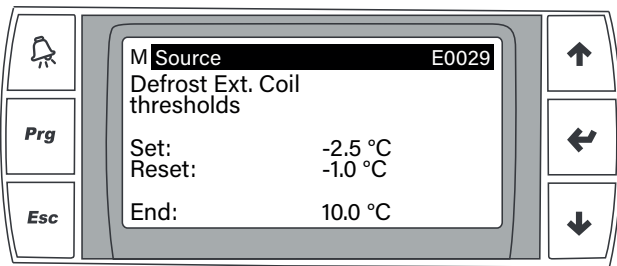 M Source E0029
Defrost Ext. Coil
thresholds
Prg
Set: -2.5 °C
Reset: -1.0 °C
Esc
End: 10.0 °C